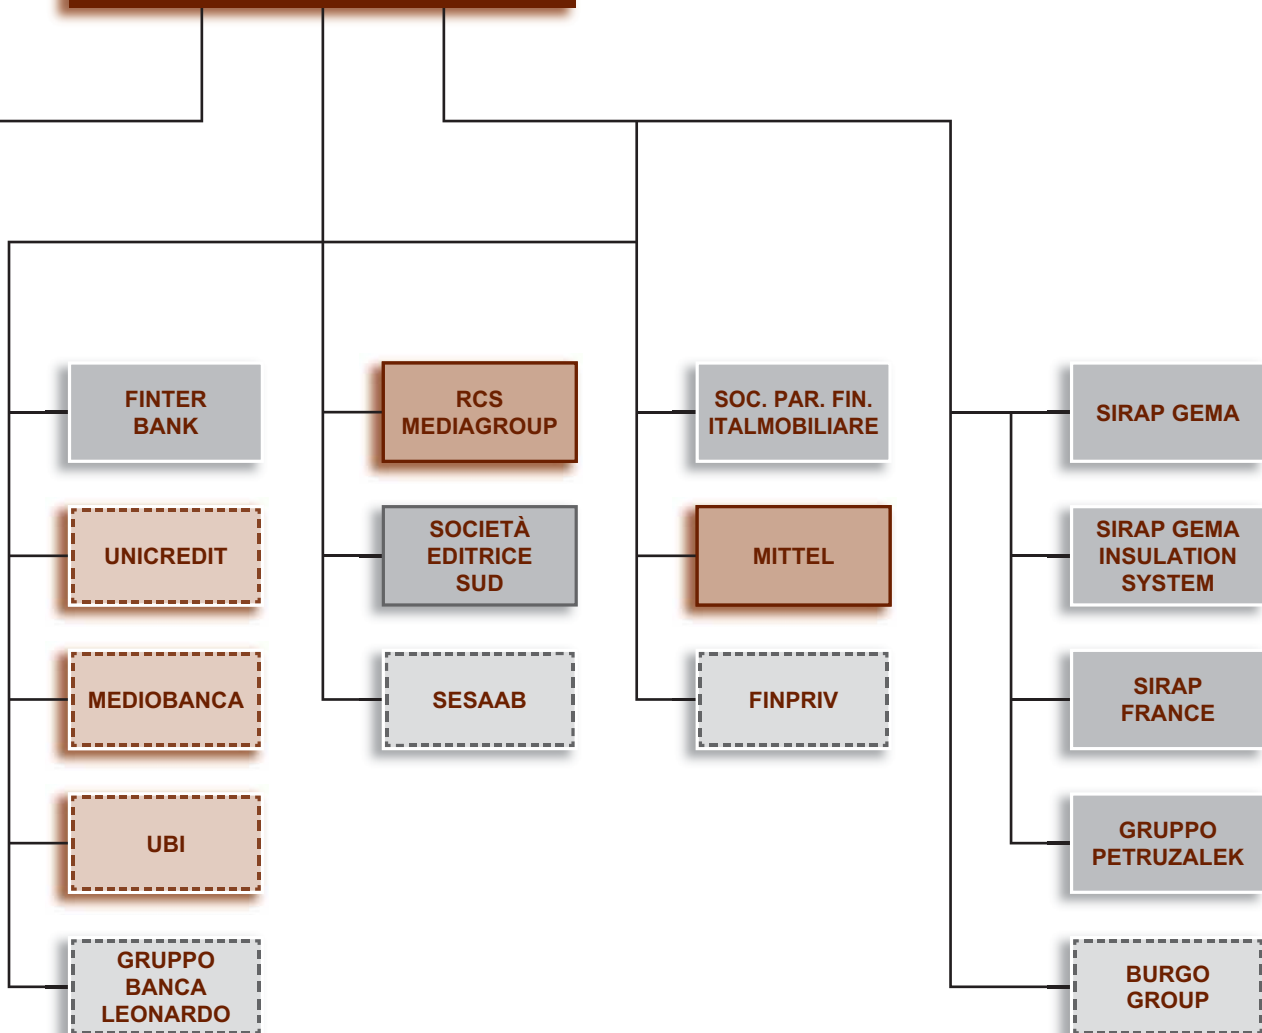 FINTER
BANK
RCS
MEDIAGROUP
SOC. PAR. FIN.
ITALMOBILIARE
SIRAP GEMA
UNICREDIT
SOCIETÀ
EDITRICE
SUD
MITTEL
SIRAP GEMA
INSULATION
SYSTEM
MEDIOBANCA
SESAAB
FINPRIV
SIRAP
FRANCE
UBI
GRUPPO
PETRUZALEK
GRUPPO
BANCA
LEONARDO
BURGO
GROUP